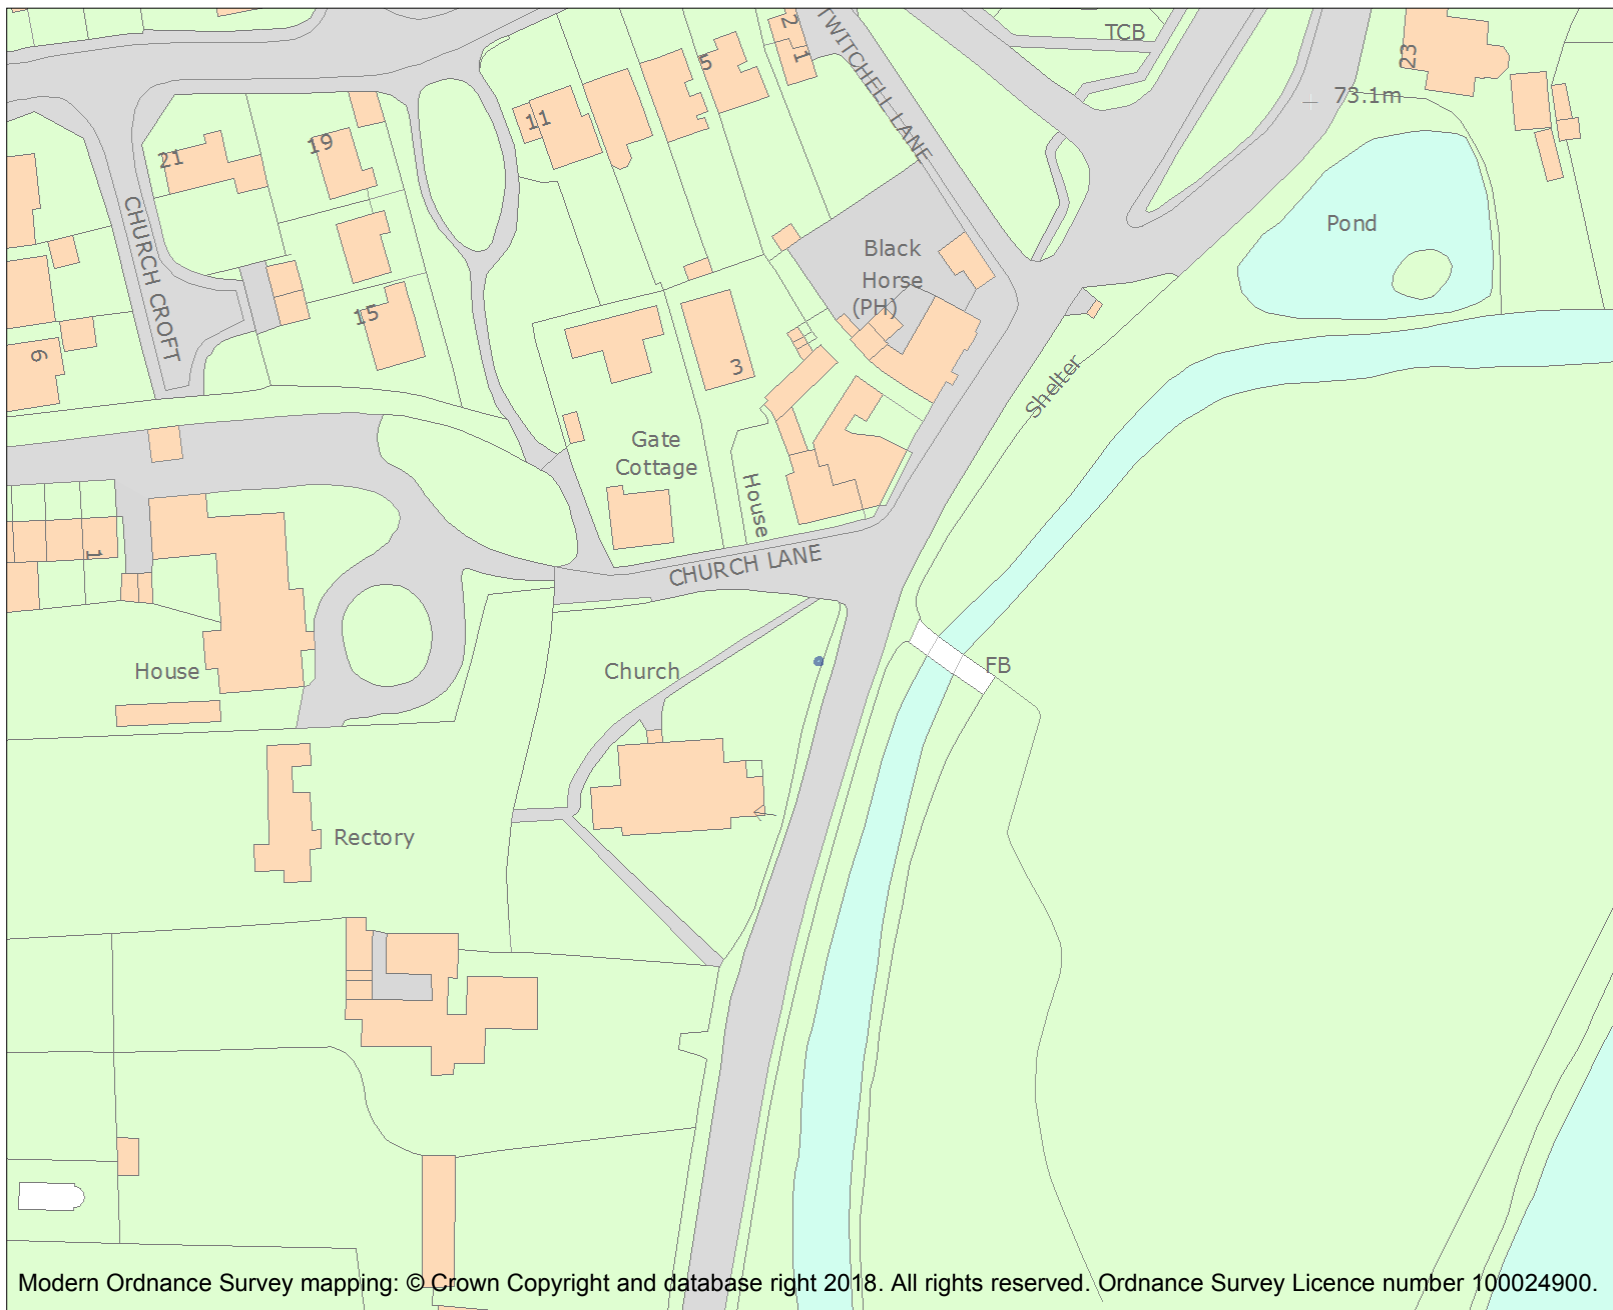 TCB
2
1
TWITCHELL LANE
5
23
73.1m
11
19
21
Pond
CHURCH CROFT
Black
Horse
(PH)
15
9
3
Shelter
Gate
Cottage
House
1
CHURCH LANE
FB
House
Church
Rectory
Modern Ordnance Survey mapping: © Crown Copyright and database right 2018. All rights reserved. Ordnance Survey Licence number 100024900.